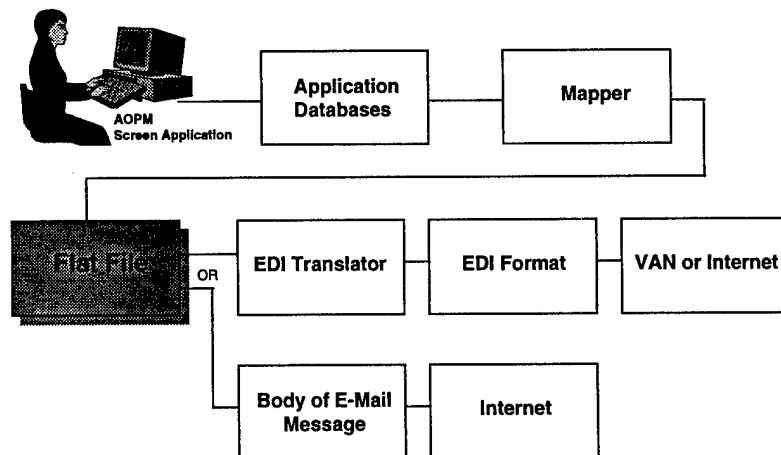 AOPM
Screen Application
Application
Databases
Mapper
Flat File
OR
EDI Translator
EDI Format
VAN or Internet
Body of E-Mail
Message
Internet